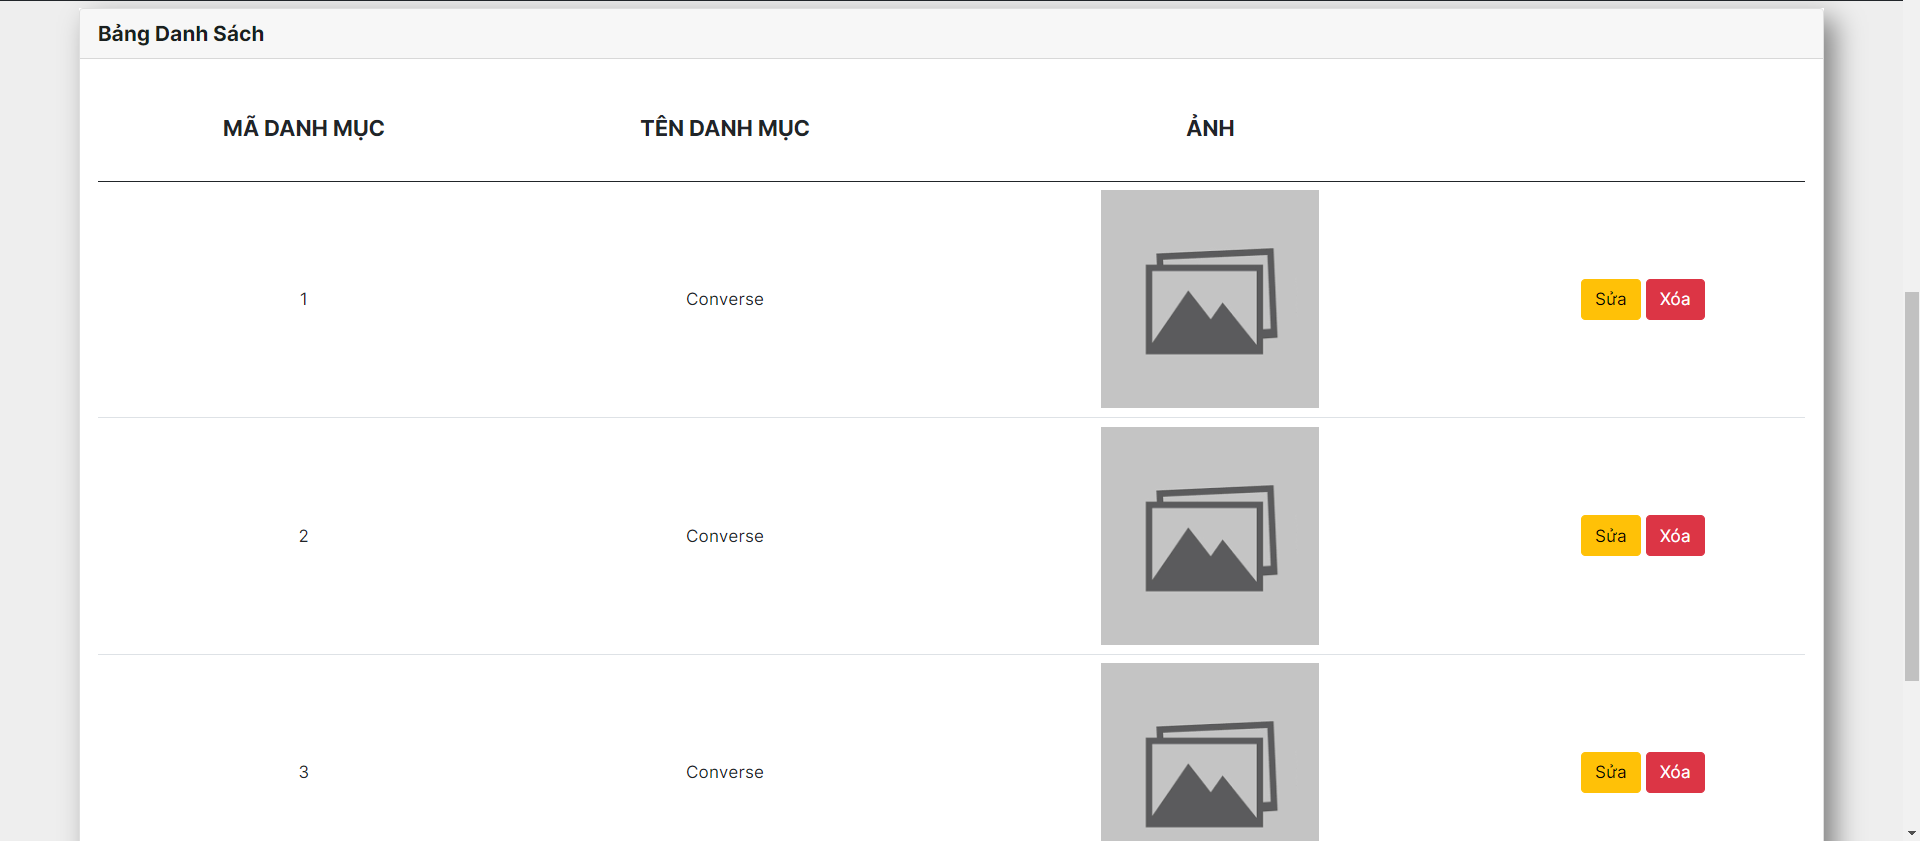 Bảng Danh Sách
MÃ DANH MỤC TÊN DANH MỤC ẢNH
1 Converse Sửa Xóa
2 Converse Sửa Xóa
3 Converse Sửa Xóa